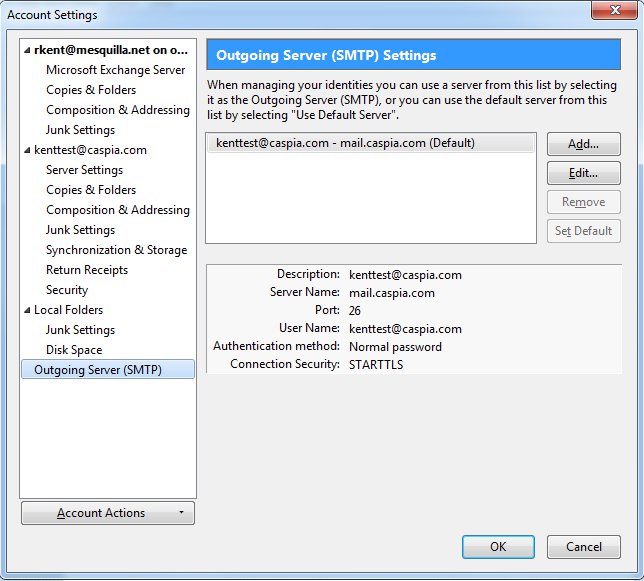 Account Settings
rkent@mesquilla.net on o...
Microsoft Exchange Server
Copies & Folders
Composition & Addressing
Junk Settings
kenttest@caspia.com
Server Settings
Copies & Folders
Composition & Addressing
Junk Settings
Synchronization & Storage
Return Receipts
Security
Local Folders
Junk Settings
Disk Space
Outgoing Server (SMTP)
Account Actions
Outgoing Server (SMTP) Settings
When managing your identities you can use a server from this list by selecting
it as the Outgoing Server (SMTP), or you can use the default server from this
list by selecting "Use Default Server".
kenttest@caspia.com - mail.caspia.com (Default)
Add...
Edit...
Remove
Set Default
Description: kenttest@caspia.com
Server Name: mail.caspia.com
Port: 26
User Name: kenttest@caspia.com
Authentication method: Normal password
Connection Security: STARTTLS
OK
Cancel